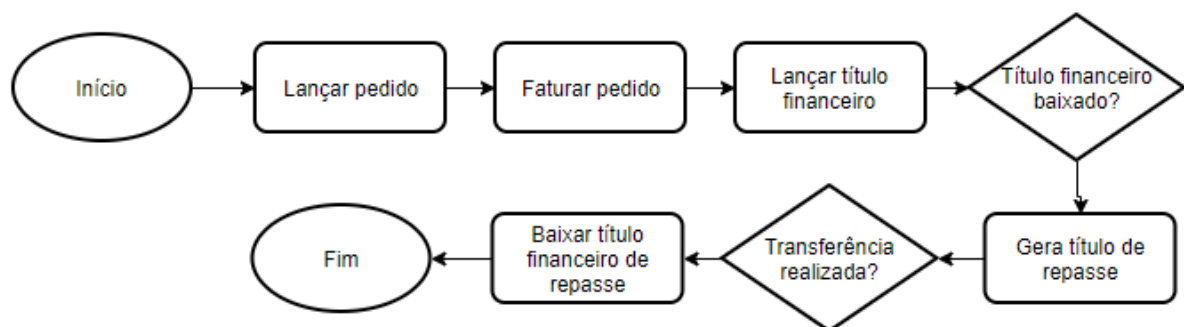 Início
Lançar pedido
Faturar pedido
Lançar título
financeiro
Título financeiro
baixado?
Gera título de
repasse
Transferência
realizada?
Baixar título
financeiro de
repasse
Fim